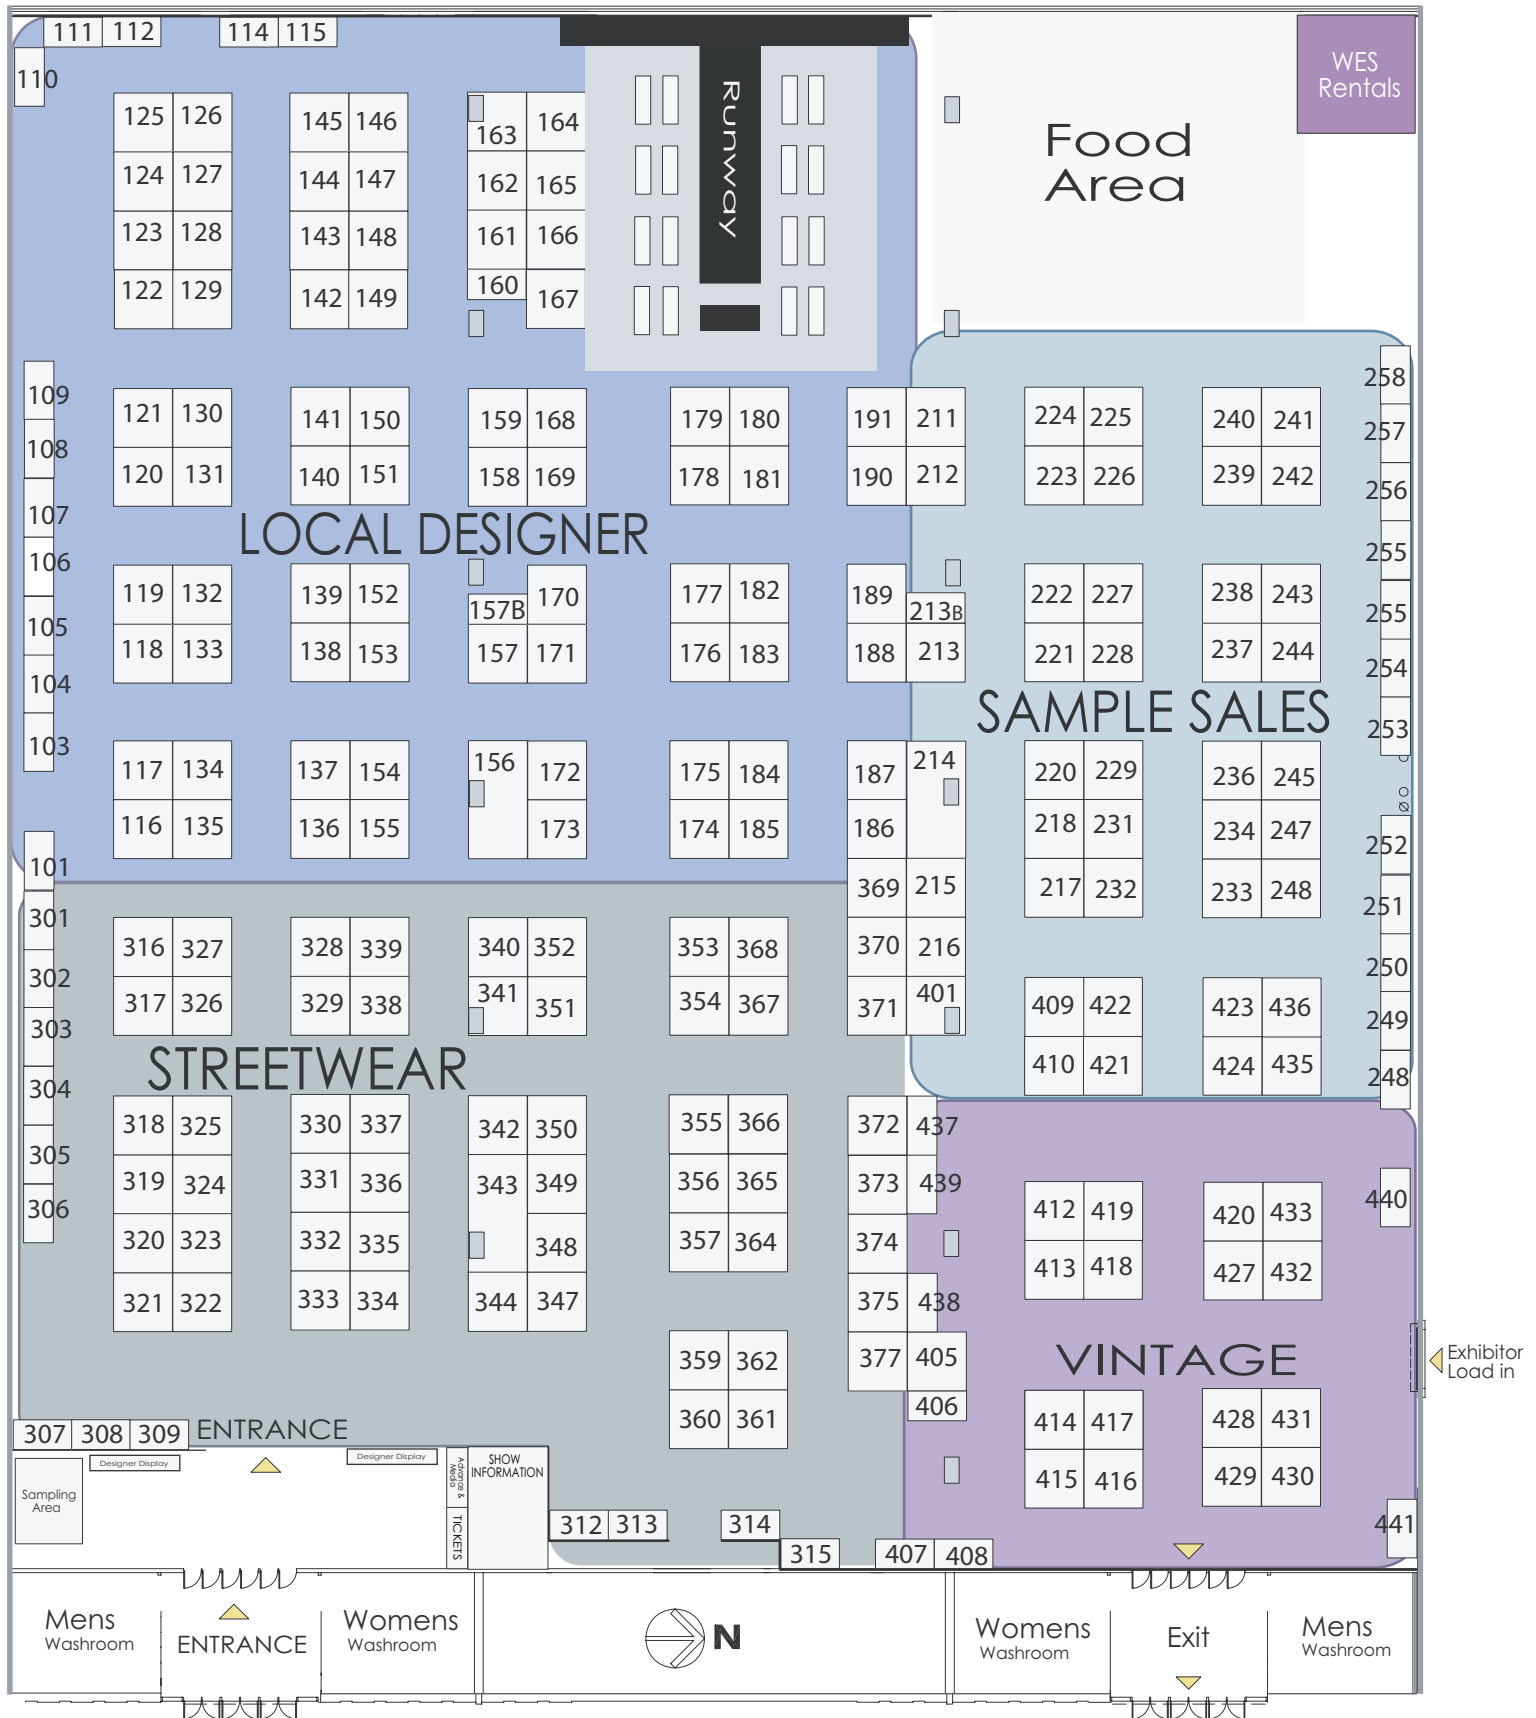 111 112 114 115
110
WES
Rentals
Runway
Food
Area
125 126 145 146 163 164
124 127 144 147 162 165
123 128 143 148 161 166
122 129 142 149 160 167
109 258
121 130 141 150 159 168 179 180 191 211 224 225 240 241
108 257
120 131 140 151 158 169 178 181 190 212 223 226 239 242
107 256
LOCAL DESIGNER
106 255
119 132 139 152 157B 170 177 182 189 213B 222 227 238 243
105 255
118 133 138 153 157 171 176 183 188 213 221 228 237 244
104 254
SAMPLE SALES
103 253
117 134 137 154 156 172 175 184 187 214 220 229 236 245
116 135 136 155 173 174 185 186 218 231 234 247
101 252
369 215 217 232 233 248
301 251
316 327 328 339 340 352 353 368 370 216
302 250
317 326 329 338 341 351 354 367 371 401 409 422 423 436
303 249
STREETWEAR
410 421 424 435
304 248
318 325 330 337 342 350 355 366 372 437
305
319 324 331 336 343 349 356 365 373 439
306 440
412 419 420 433
320 323 332 335 348 357 364 374
413 418 427 432
321 322 333 334 344 347 375 438
359 362 377 405
VINTAGE
Exhibitor
Load in
406
360 361 414 417 428 431
307 308 309 ENTRANCE
Designer Display
Designer Display
Advance &
Media
SHOW
INFORMATION
415 416 429 430
Sampling
Area
TICKETS
312 313 314 441
315 407 408
Mens
Washroom
ENTRANCE
Womens
Washroom
N
Womens
Washroom
Exit
Mens
Washroom